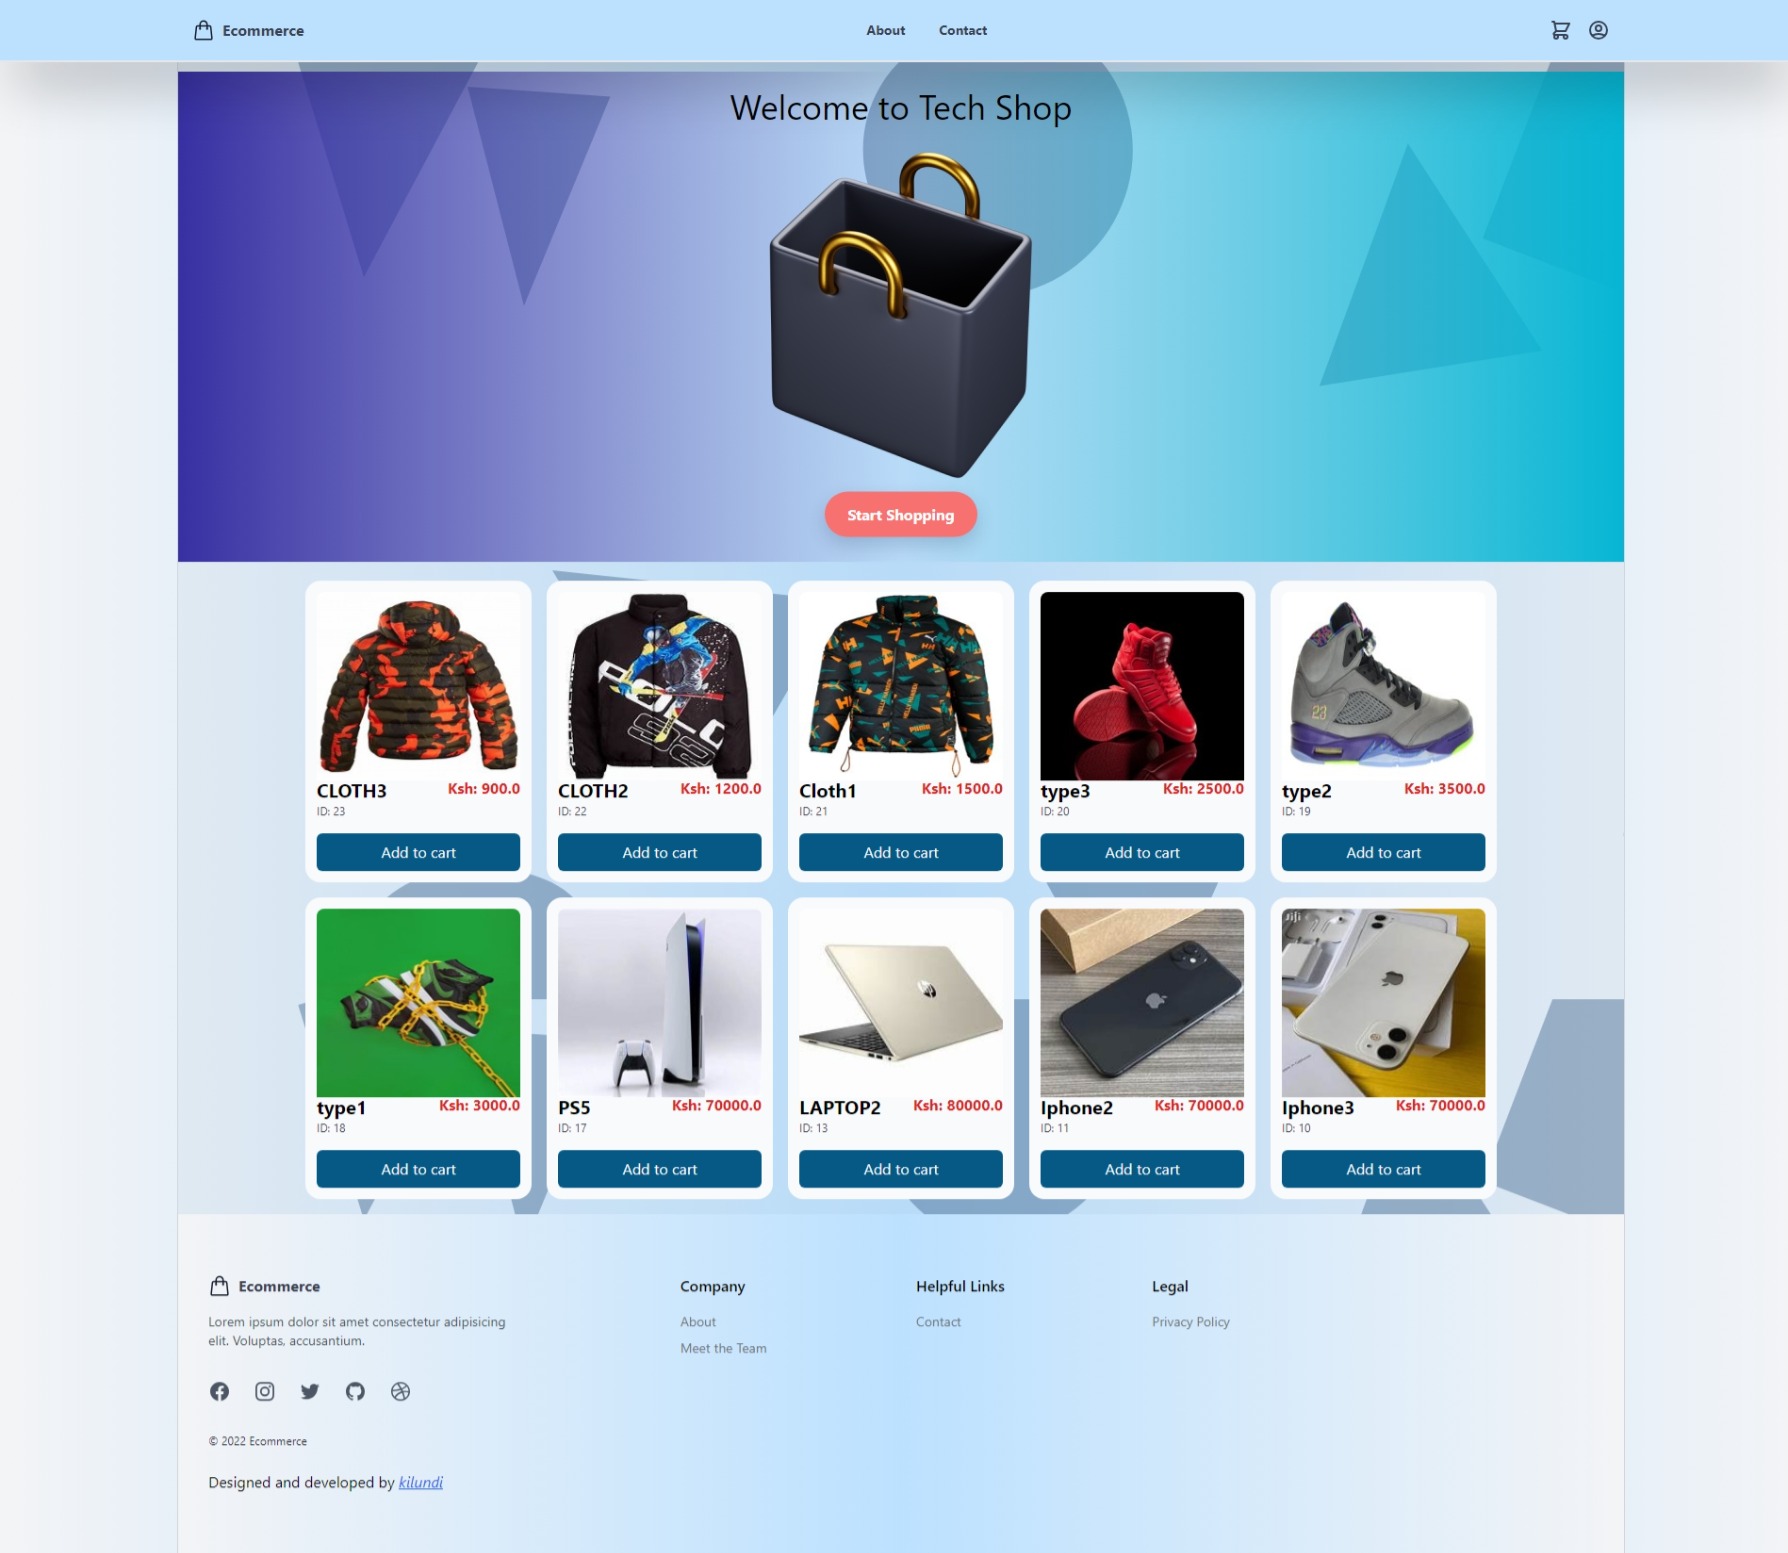 Ecommerce
About
Contact
Welcome to Tech Shop
Start Shopping
CLOTH3
Ksh: 900.0
ID: 23
Add to cart
CLOTH2
Ksh: 1200.0
ID: 22
Add to cart
Cloth1
Ksh: 1500.0
ID: 21
Add to cart
23
type3
Ksh: 2500.0
ID: 20
Add to cart
type2
Ksh: 3500.0
ID: 19
Add to cart
type1
Ksh: 3000.0
ID: 18
Add to cart
PS5
Ksh: 70000.0
ID: 17
Add to cart
LAPTOP2
Ksh: 80000.0
ID: 13
Add to cart
Iphone2
Ksh: 70000.0
ID: 11
Add to cart
Iphone3
Ksh: 70000.0
ID: 10
Add to cart
Ecommerce
Lorem ipsum dolor sit amet consectetur adipisicing
elit. Voluptas, accusantium.
© 2022 Ecommerce
Designed and developed by kilundi
Company
About
Meet the Team
Helpful Links
Contact
Legal
Privacy Policy